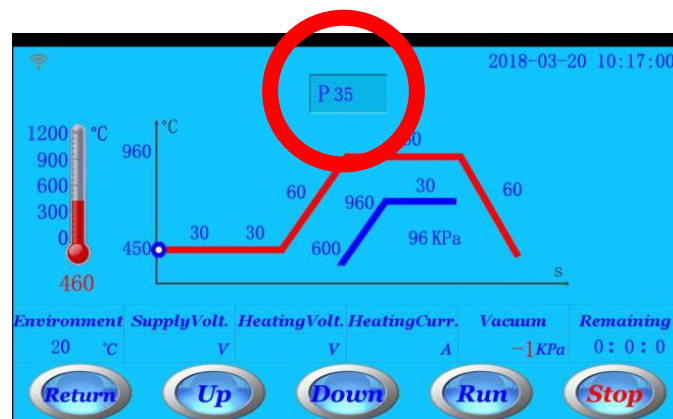 2018-03-20 10:17:00
P 35
1200 °C
900
600
300
0
460
°C
960
450
30
30
60
60
960
30
600
96 KPa
s
Environment SupplyVolt. HeatingVolt. HeatingCurr. Vacuum Remaining
20 °C V V A -1 KPa 0: 0: 0
Return Up Down Run Stop